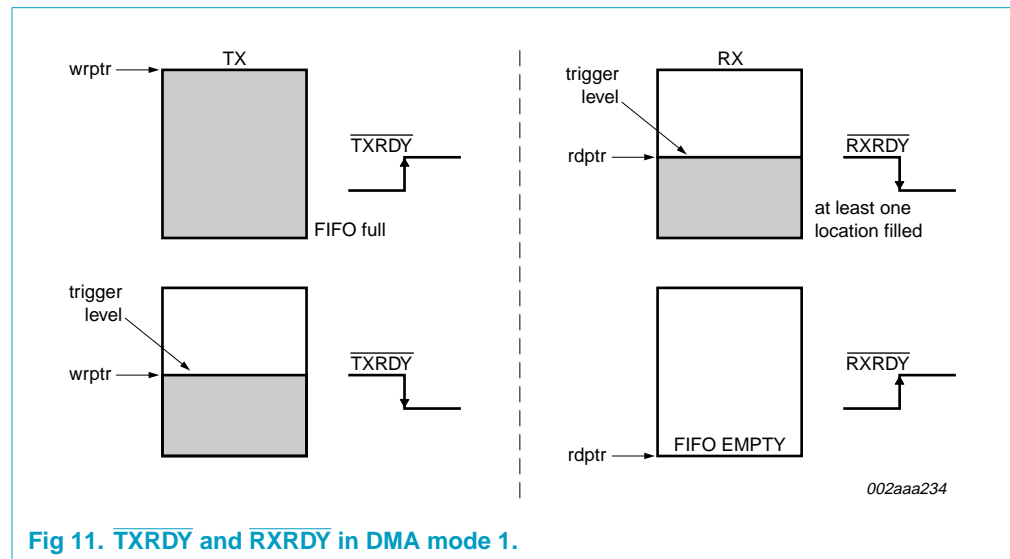 TX
wrptr
TXRDY
FIFO full
trigger
level
wrptr
TXRDY
RX
trigger
level
rdptr
RXRDY
at least one
location filled
RXRDY
FIFO EMPTY
rdptr
002aaa234
Fig 11. TXRDY and RXRDY in DMA mode 1.